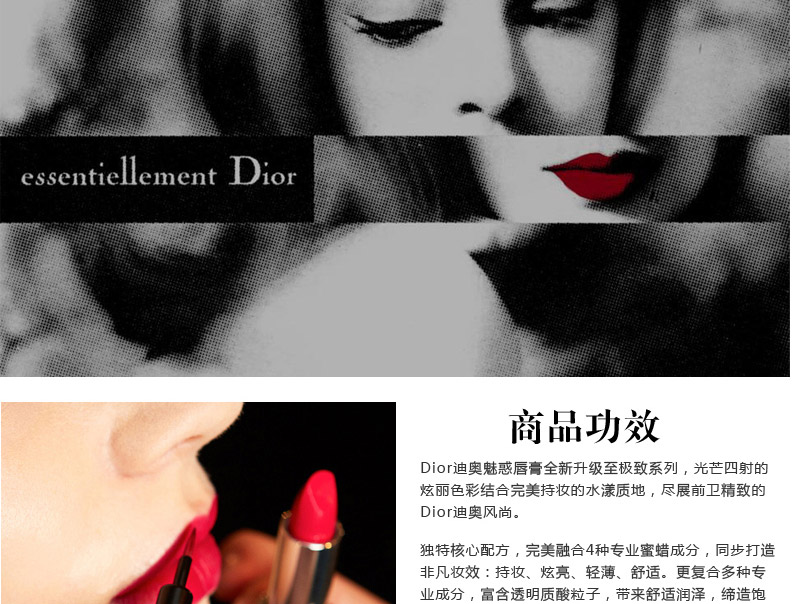 essentiellement Dior
商品功效
Dior迪奥魅惑唇膏全新升级至极致系列，光芒四射的
炫丽色彩结合完美持妆的水漾质地，尽展前卫精致的
Dior迪奥风尚。
独特核心配方，完美融合4种专业蜜蜡成分，同步打造
非凡妆效：持妆、炫亮、轻薄、舒适。更复合多种专
业成分，富含透明质酸粒子，带来舒适润泽，缔造饱